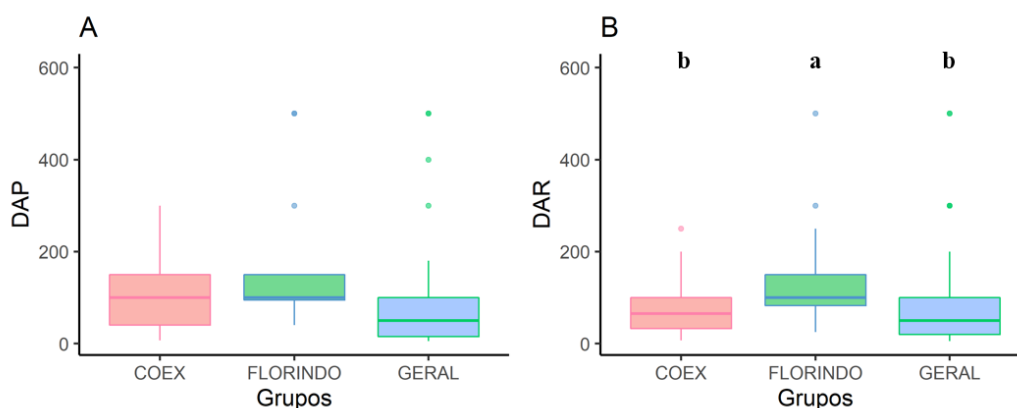 A
DAP
600
400
200
0
COEX FLORINDO GERAL
Grupos
B
DAR
600
400
200
0
b a b
COEX FLORINDO GERAL
Grupos